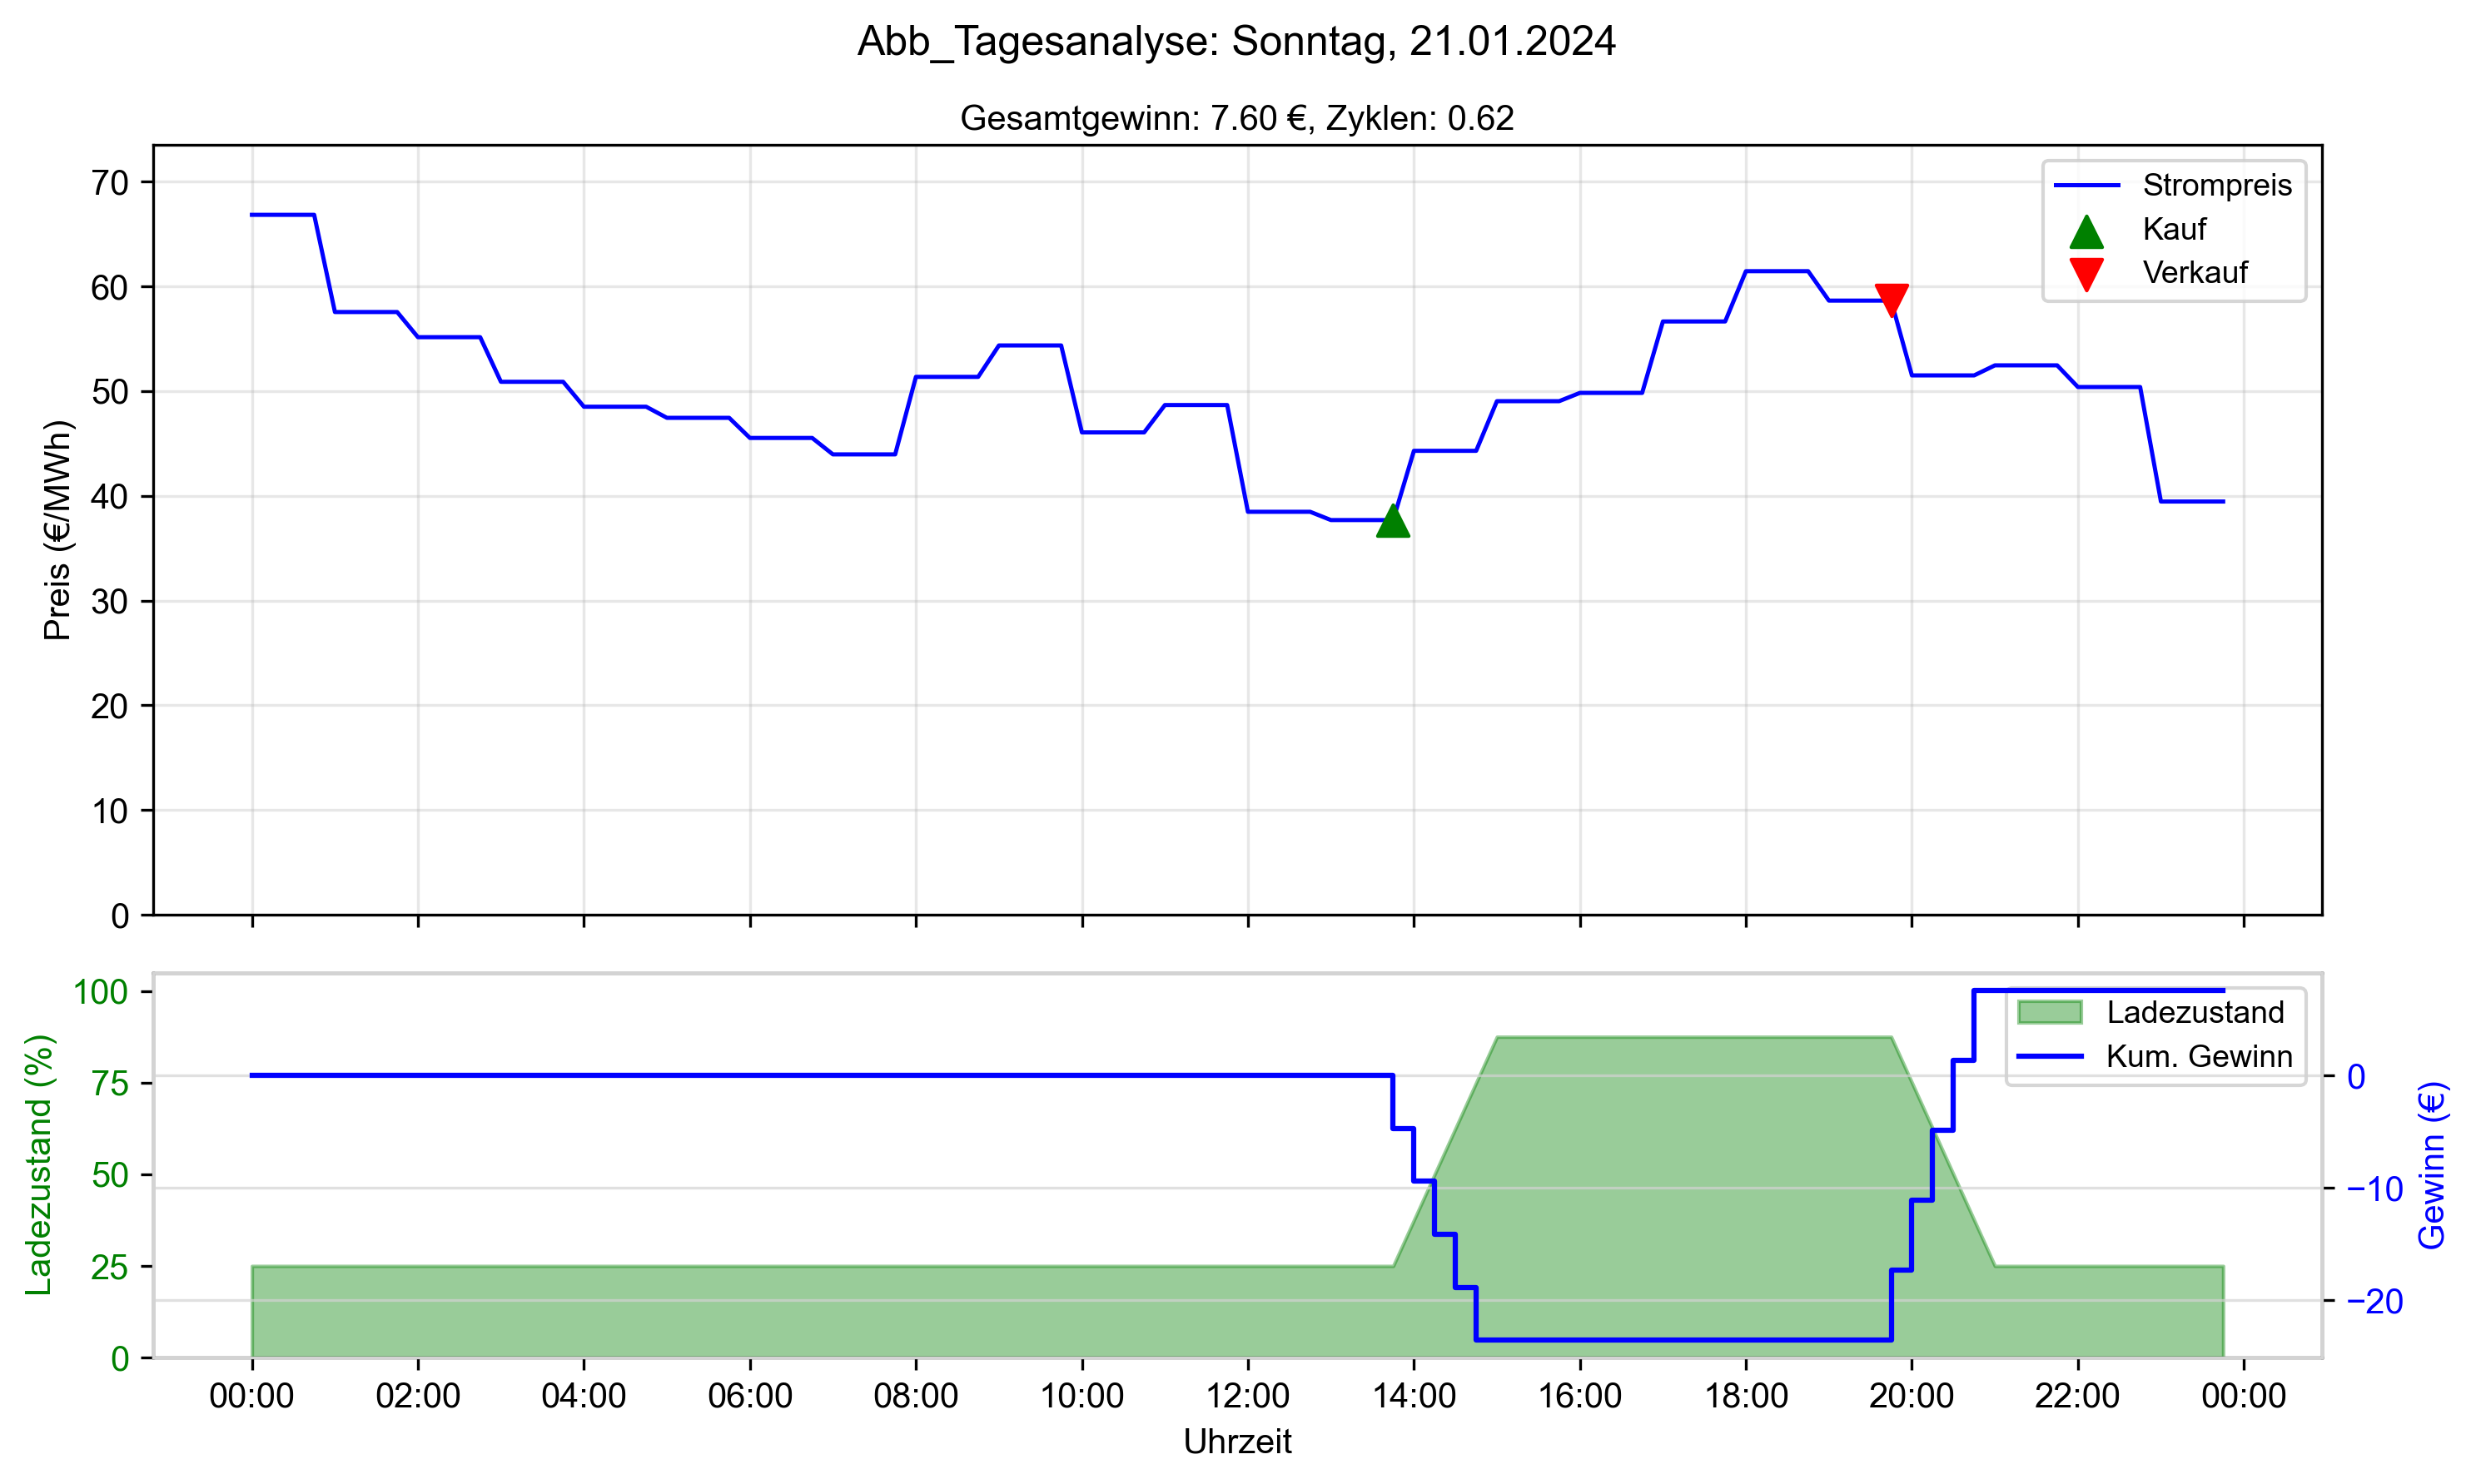 Abb_Tagesanalyse: Sonntag, 21.01.2024
Gesamtgewinn: 7.60 €, Zyklen: 0.62
Preis (€/MWh)
70
60
50
40
30
20
10
0
Strompreis
Kauf
Verkauf
Ladezustand (%)
100
75
50
25
0
Ladezustand
Kum. Gewinn
0
−10
−20
Gewinn (€)
00:00 02:00 04:00 06:00 08:00 10:00 12:00 14:00 16:00 18:00 20:00 22:00 00:00
Uhrzeit